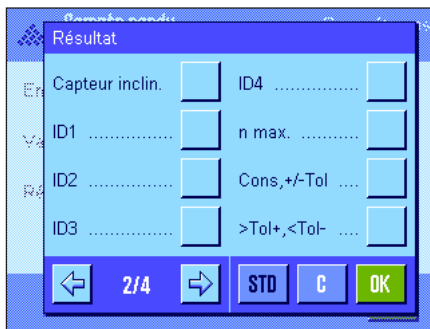 Résultat
Capteur inclin.
ID1 ................
ID2 ................
ID3 ................
ID4 ................
n max. ...........
Cons,+/-Tol ....
>Tol+,<Tol- ....
2/4
STD
C
OK